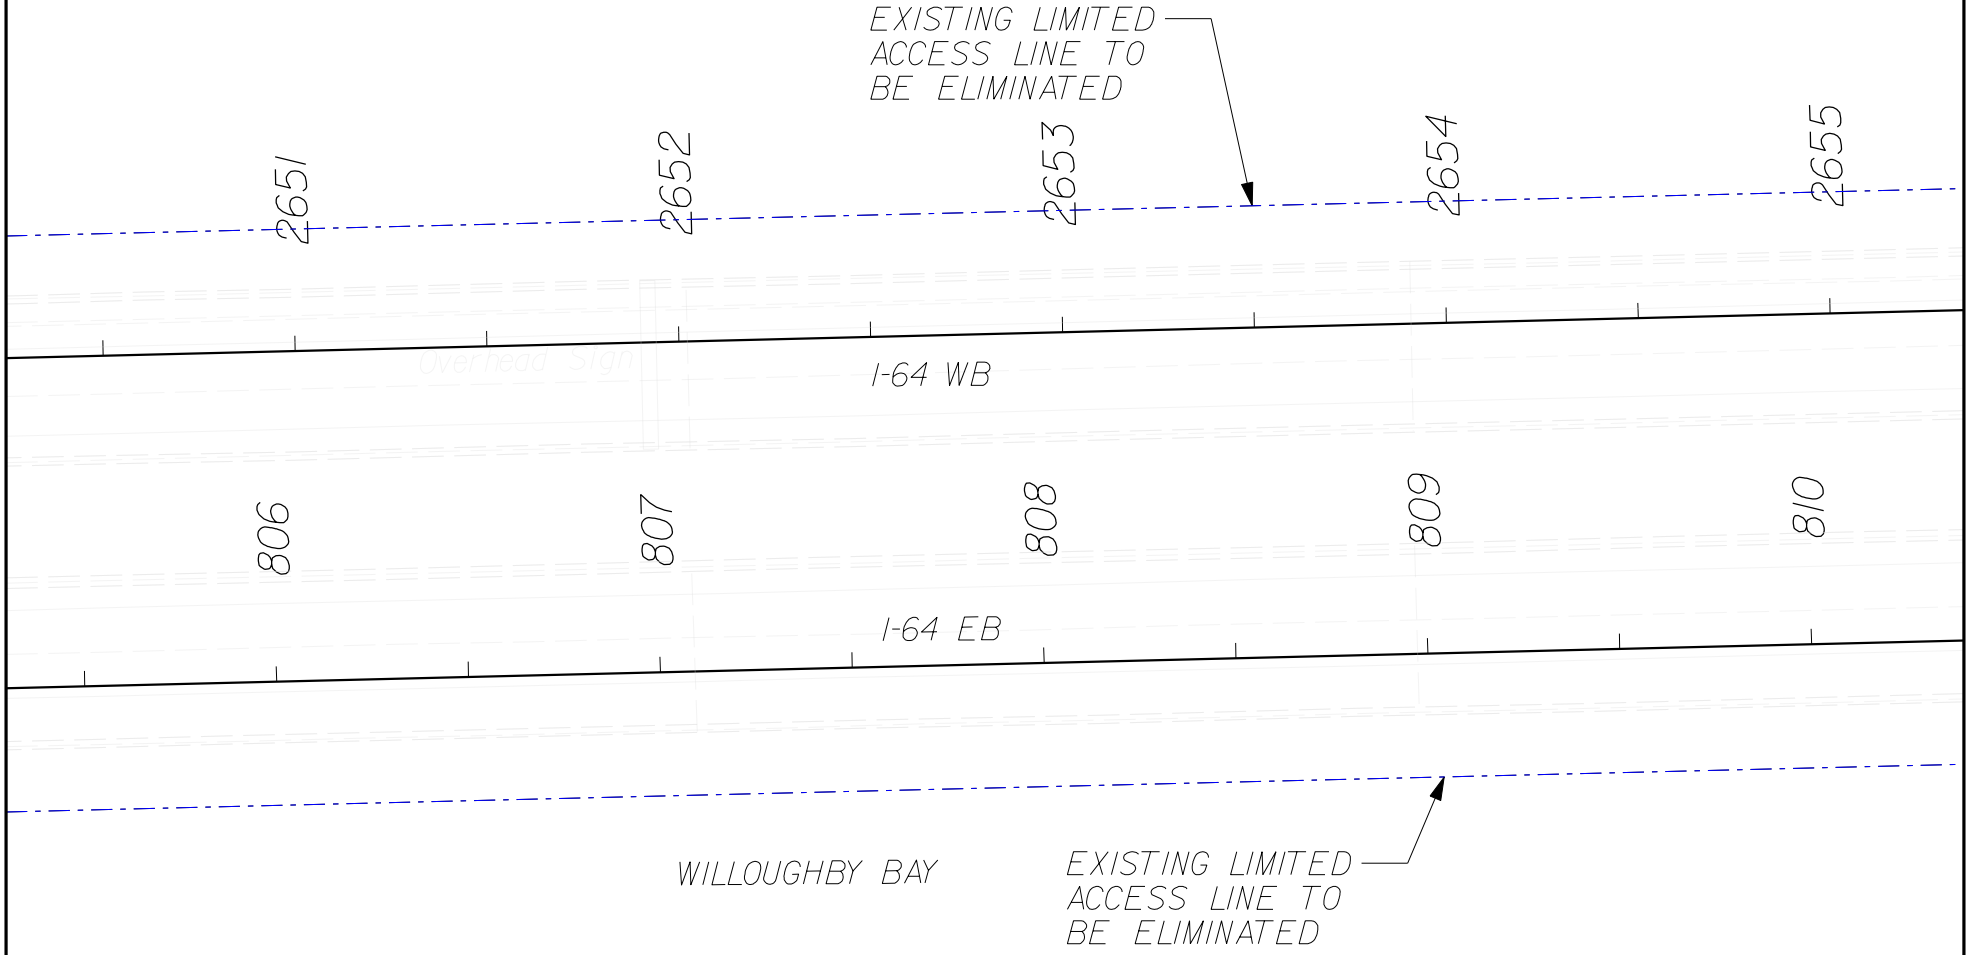 EXISTING LIMITED
ACCESS LINE TO
BE ELIMINATED
2651
2652
2653
2654
2655
Overhead Sign
I-64 WB
806
807
808
809
810
I-64 EB
WILLOUGHBY BAY
EXISTING LIMITED
ACCESS LINE TO
BE ELIMINATED